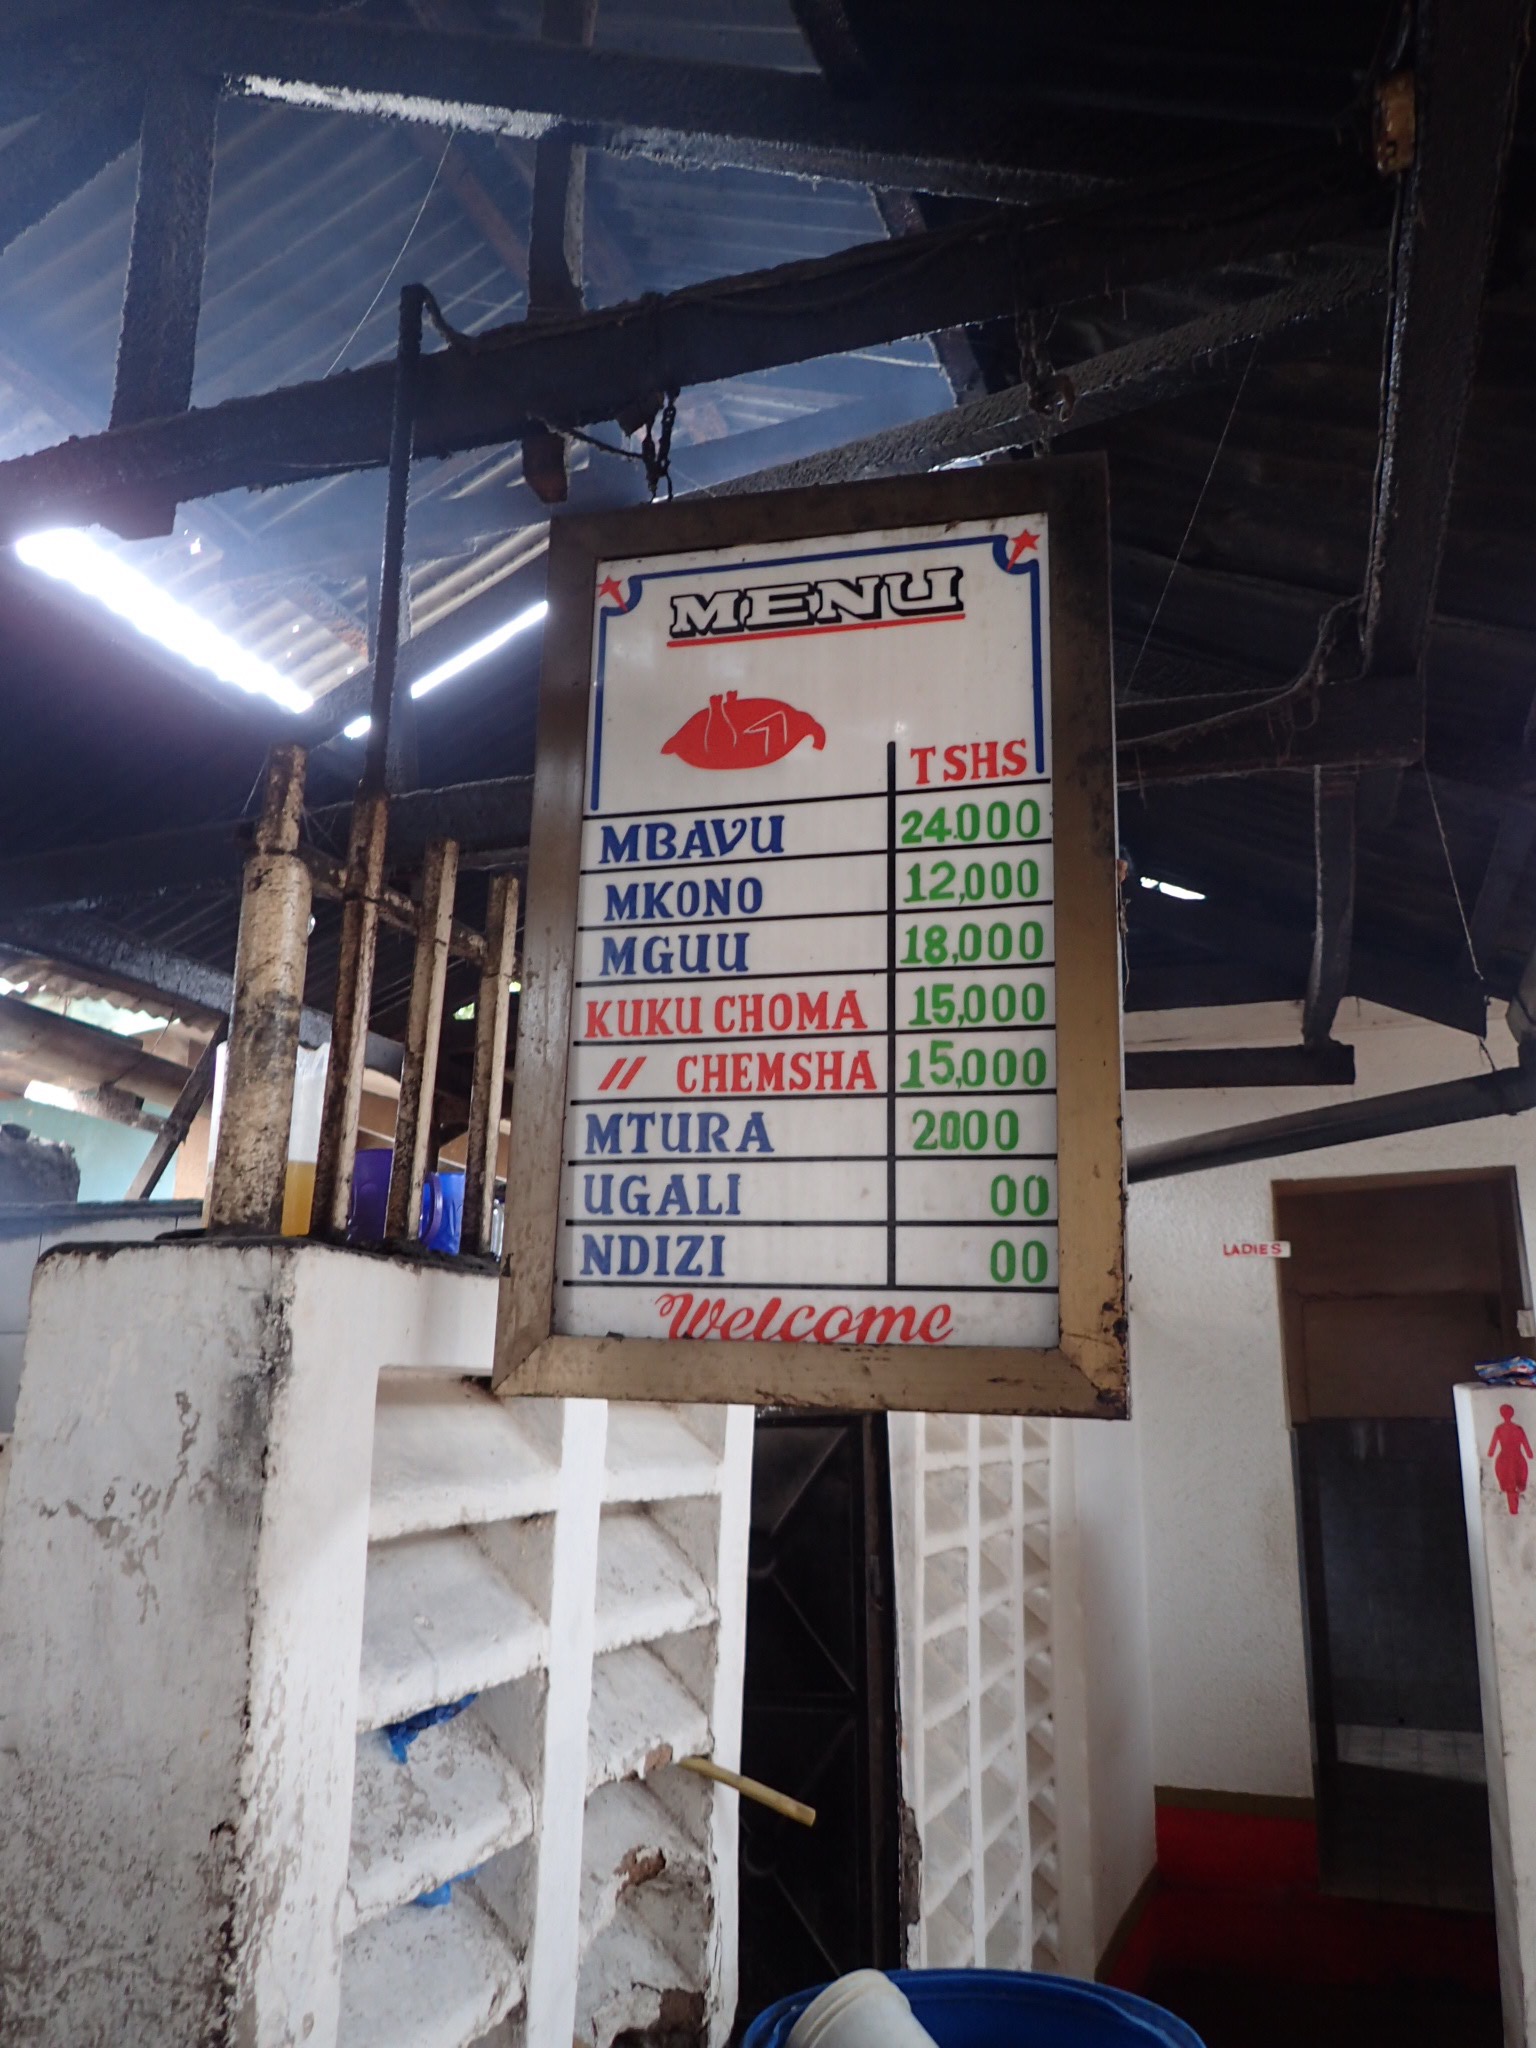 MENU
TSHS
MBAVU 24.000
MKONO 12,000
MGUU 18,000
KUKU CHOMA 15,000
// CHEMSHA 15,000
MTURA 2000
UGALI 00
NDIZI 00
Welcome
LADIES